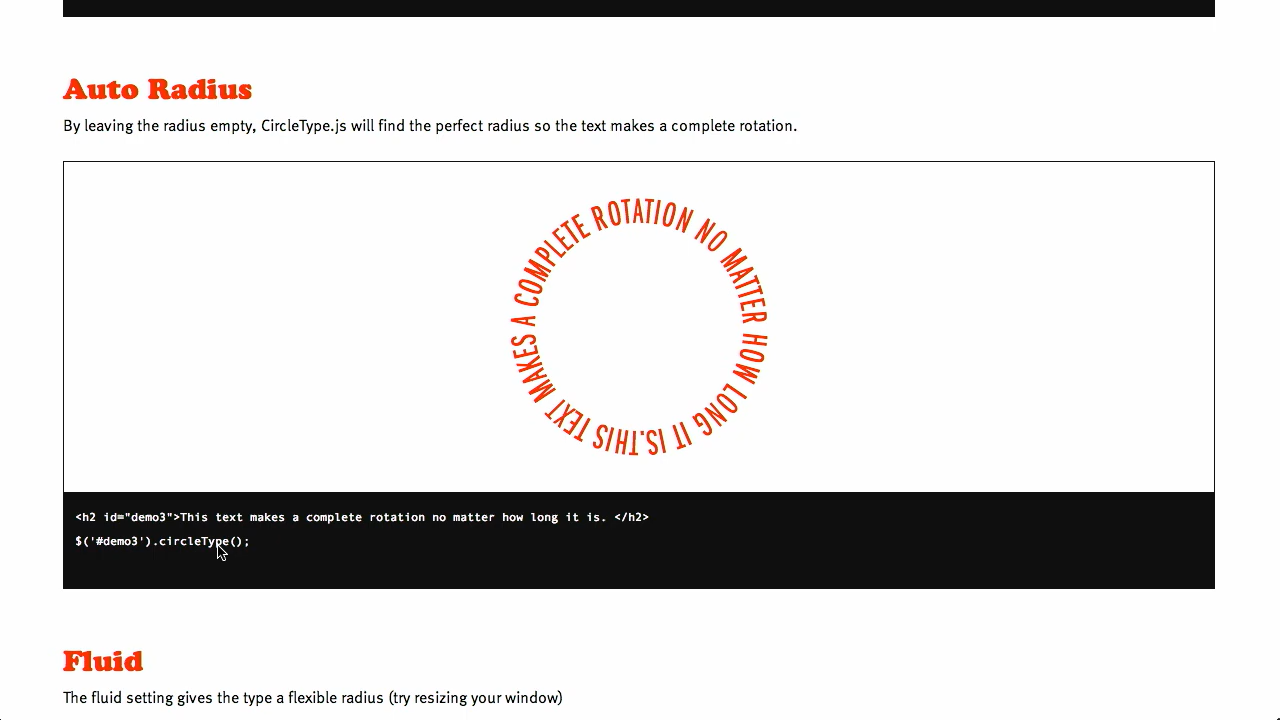 Auto Radius
By leaving the radius empty, CircleType.js will find the perfect radius so the text makes a complete rotation.
THIS TEXT MAKES A COMPLETE ROTATION NO MATTER HOW LONG IT IS.
<h2 id="demo3">This text makes a complete rotation no matter how long it is. </h2>
$('#demo3').circleType();
Fluid
The fluid setting gives the type a flexible radius (try resizing your window)